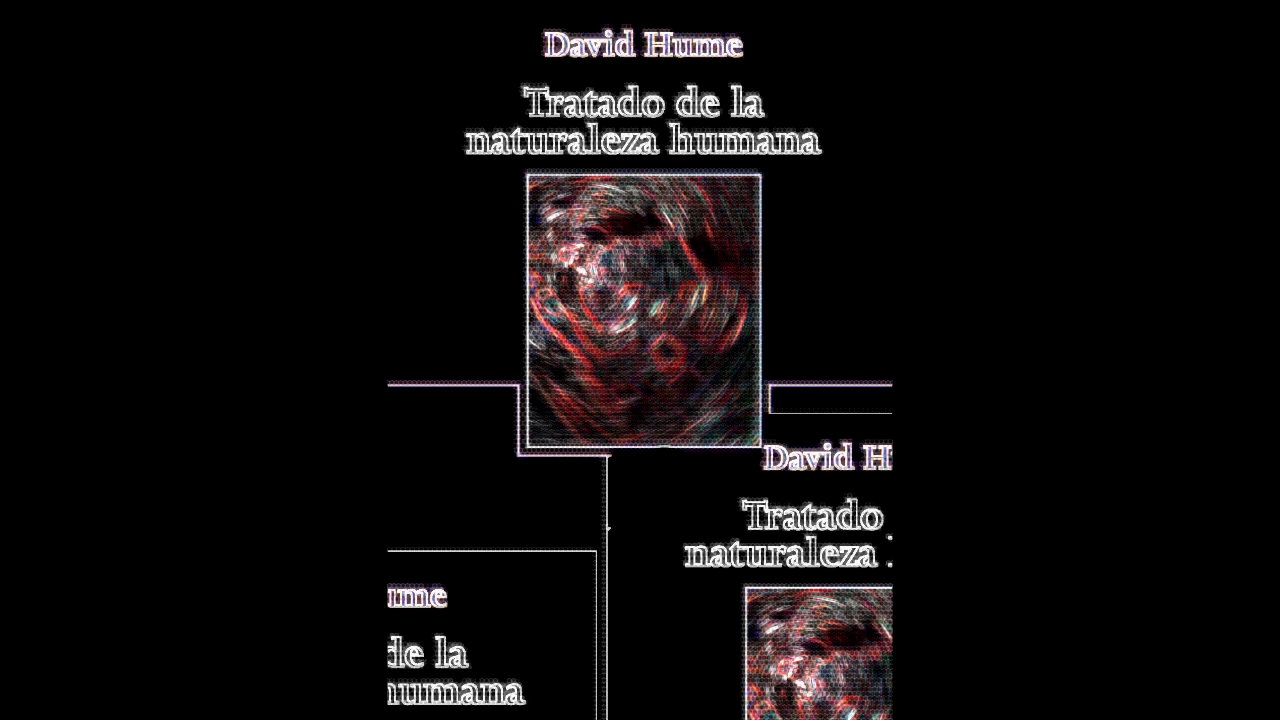 David Hume
Tratado de la
naturaleza humana
David H
Tratado
naturaleza
ume
de la
humana